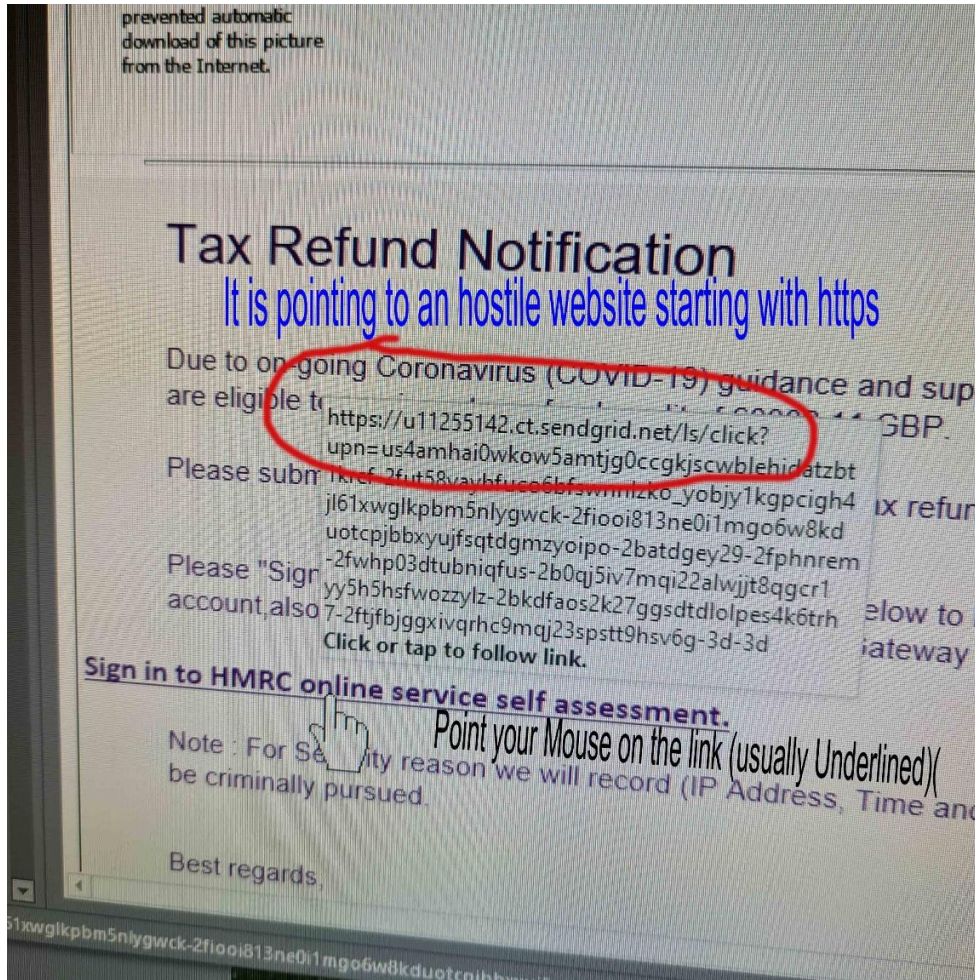 prevented automatic
download of this picture
from the Internet.
Tax Refund Notification
It is pointing to an hostile website starting with https
Due to on-going Coronavirus (COVID-19) guidance and sup
are eligible GBP.
https://u11255142.ct.sendgrid.net/ls/click?
upn=us4amhai0wkow5amtjg0ccgkjscwblehidatzbt
Please subm x refun
jl61xwglkpbm5nlygwck-2fiooi813ne0i1mgo6w8kd
uotcpjbbxyujfsqtdgmzyoipo-2batdgey29-2fphnrem
-2fwhp03dtubniqfus-2b0qj5iv7mqi22alwjjt8qgcr1
Please "Sign elow to
yy5h5hsfwozzylz-2bkdfaos2k27ggsdtdlolpes4k6trh
account,also iateway
7-2ftjfbjggxivqrhc9mqj23spstt9hsv6g-3d-3d
Click or tap to follow link.
Sign in to HMRC online service self assessment.
Point your Mouse on the link (usually Underlined)(
Note : For Se ity reason we will record (IP Address, Time and
be criminally pursued.
Best regards,